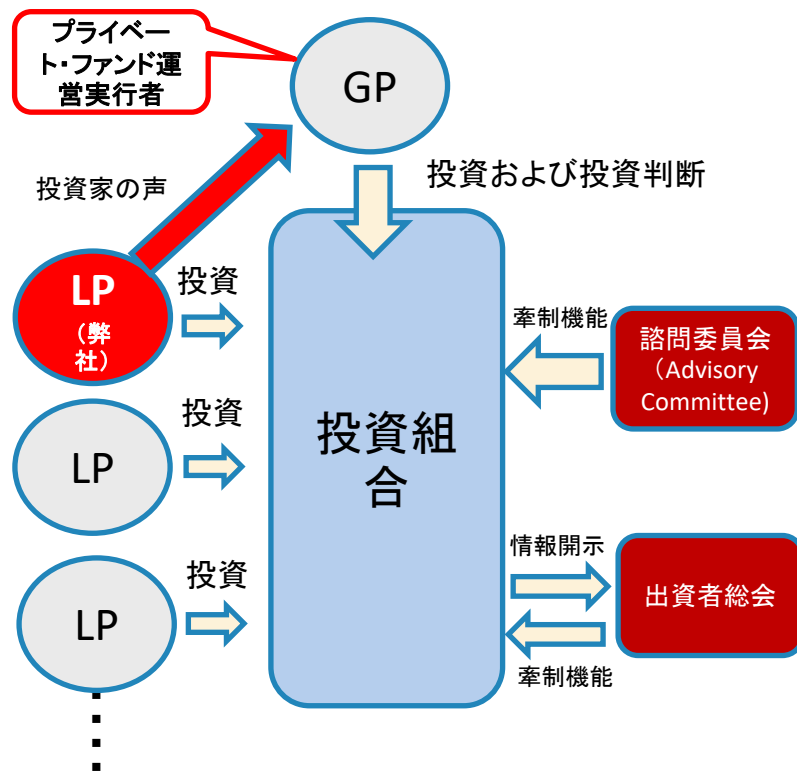 プライベー
ト・ファンド運
営実行者
GP
投資および投資判断
投資家の声
LP
（弊
社）
投資
牽制機能
諮問委員会
（Advisory
Committee)
投資
LP
投資組
合
情報開示
投資
LP
出資者総会
牽制機能